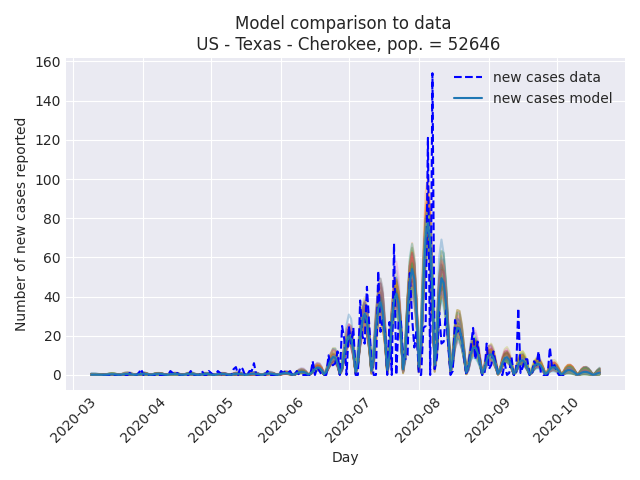 Model comparison to data
US - Texas - Cherokee, pop. = 52646
160
140
120
100
80
60
40
20
0
Number of new cases reported
new cases data
new cases model
2020-03
2020-04
2020-05
2020-06
2020-07
2020-08
2020-09
2020-10
Day